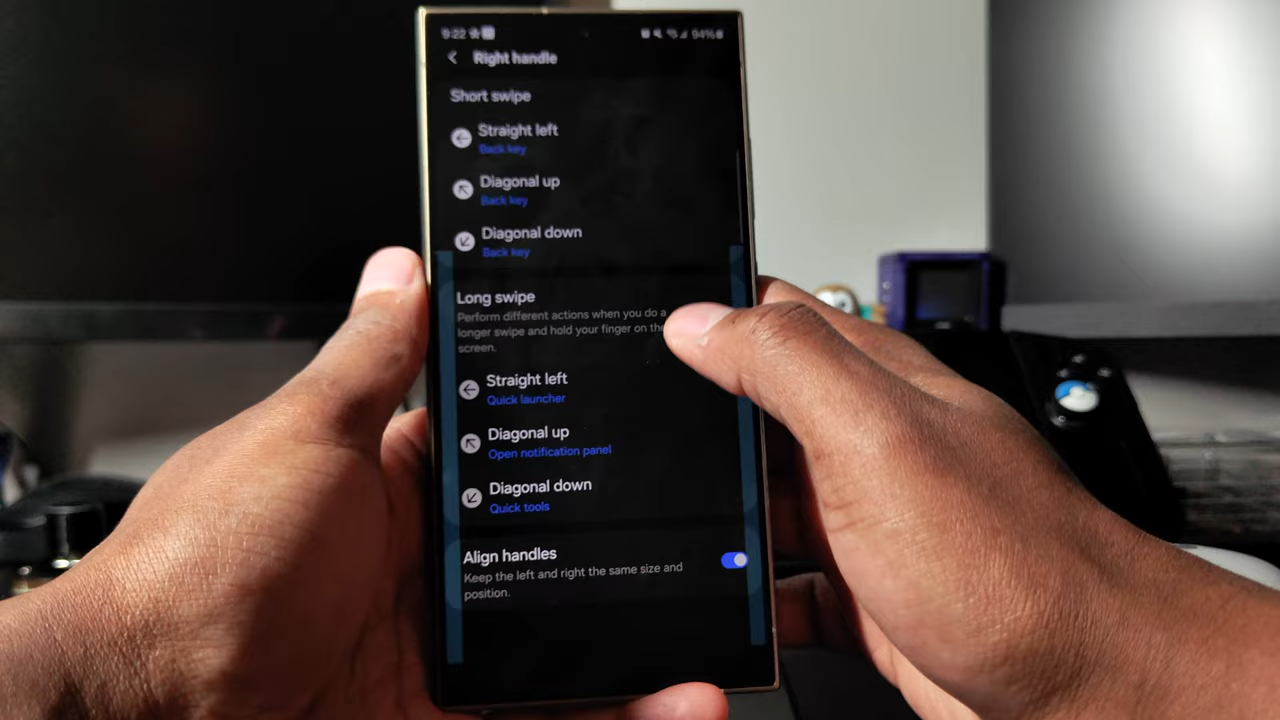 9:22
94%
Right handle
Short swipe
Straight left
Back key
Diagonal up
Back key
Diagonal down
Back key
Long swipe
Perform different actions when you do a
longer swipe and hold your finger on the
screen.
Straight left
Quick launcher
Diagonal up
Open notification panel
Diagonal down
Quick tools
Align handles
Keep the left and right the same size and
position.